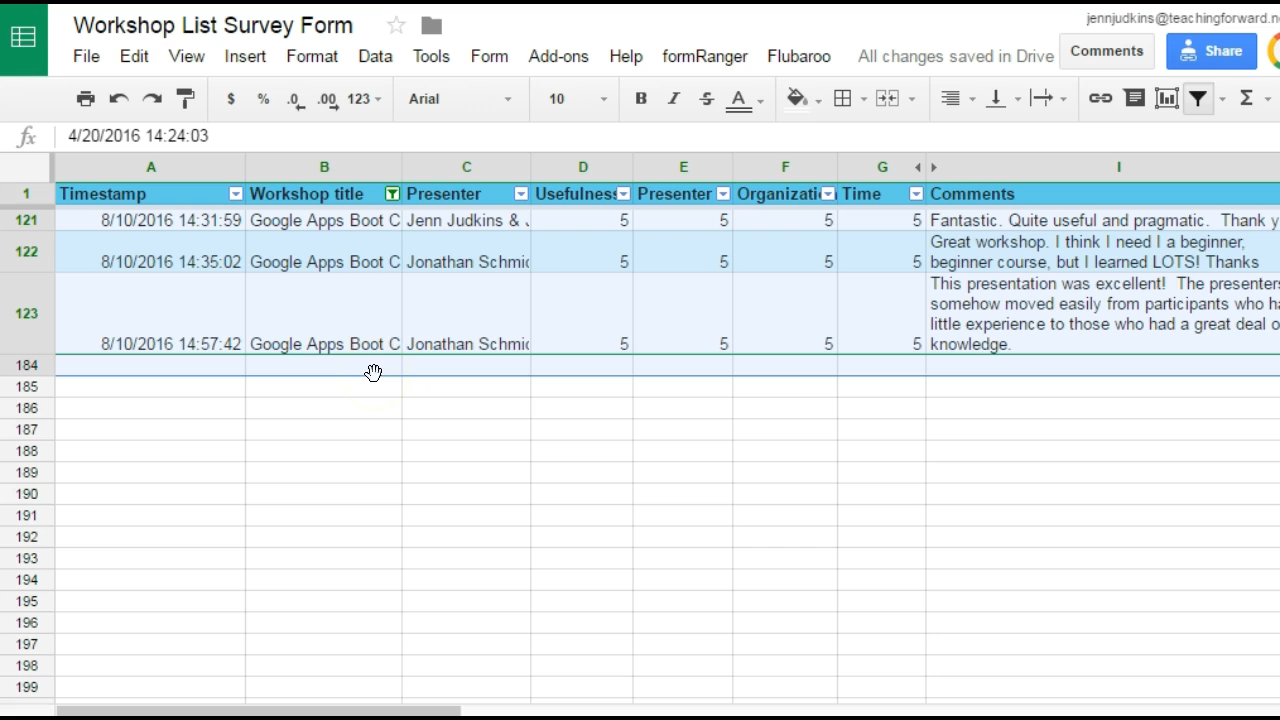 jennjudkins@teachingforward.n
Workshop List Survey Form
File Edit View Insert Format Data Tools Form Add-ons Help formRanger Flubaroo All changes saved in Drive Comments Share
$ % .0 .00 123 Arial 10 B I S A Σ
fx 4/20/2016 14:24:03
A B C D E F G I
1 Timestamp Workshop title Presenter Usefulness Presenter Organizati Time Comments
121 8/10/2016 14:31:59 Google Apps Boot C Jenn Judkins & 5 5 5 5 Fantastic. Quite useful and pragmatic. Thank y
Great workshop. I think I need I a beginner,
122 8/10/2016 14:35:02 Google Apps Boot C Jonathan Schmi 5 5 5 5 beginner course, but I learned LOTS! Thanks
This presentation was excellent! The presenters
somehow moved easily from participants who ha
little experience to those who had a great deal o
123 8/10/2016 14:57:42 Google Apps Boot C Jonathan Schmi 5 5 5 5 knowledge.
184
185
186
187
188
189
190
191
192
193
194
195
196
197
198
199